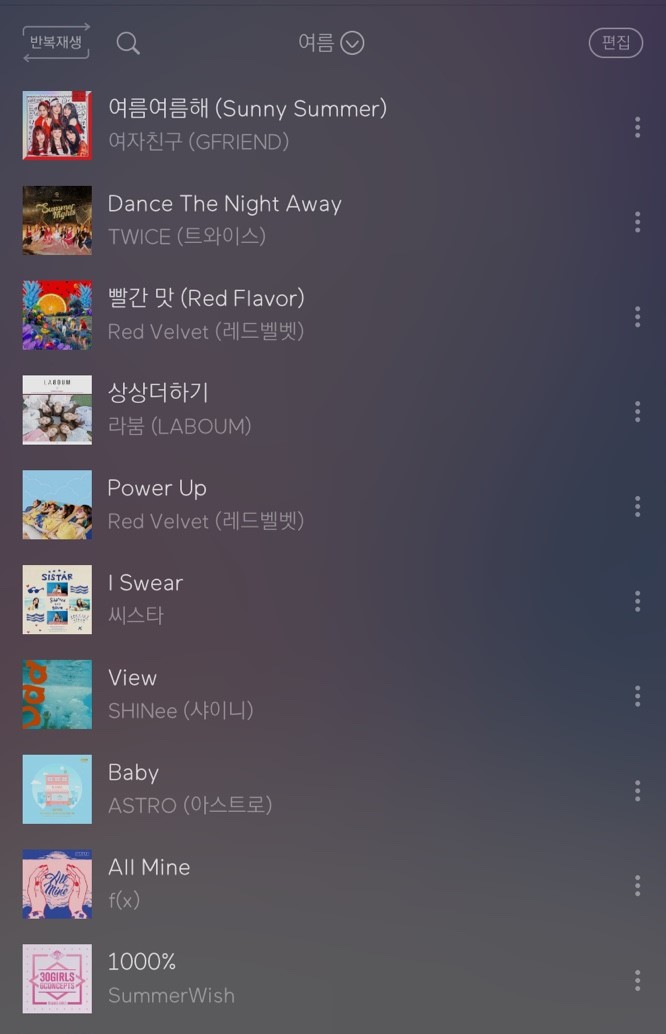 반복재생
여름
편집
여름여름해 (Sunny Summer)
여자친구 (GFRIEND)
Summer Nights
Dance The Night Away
TWICE (트와이스)
빨간 맛 (Red Flavor)
Red Velvet (레드벨벳)
LABOUM
상상더하기
라붐 (LABOUM)
Power Up
Red Velvet (레드벨벳)
SISTAR
I Swear
씨스타
Odd
View
SHINee (샤이니)
Baby
ASTRO (아스트로)
All Mine
All Mine
f(x)
30GIRLS
6CONCEPTS
1000%
SummerWish